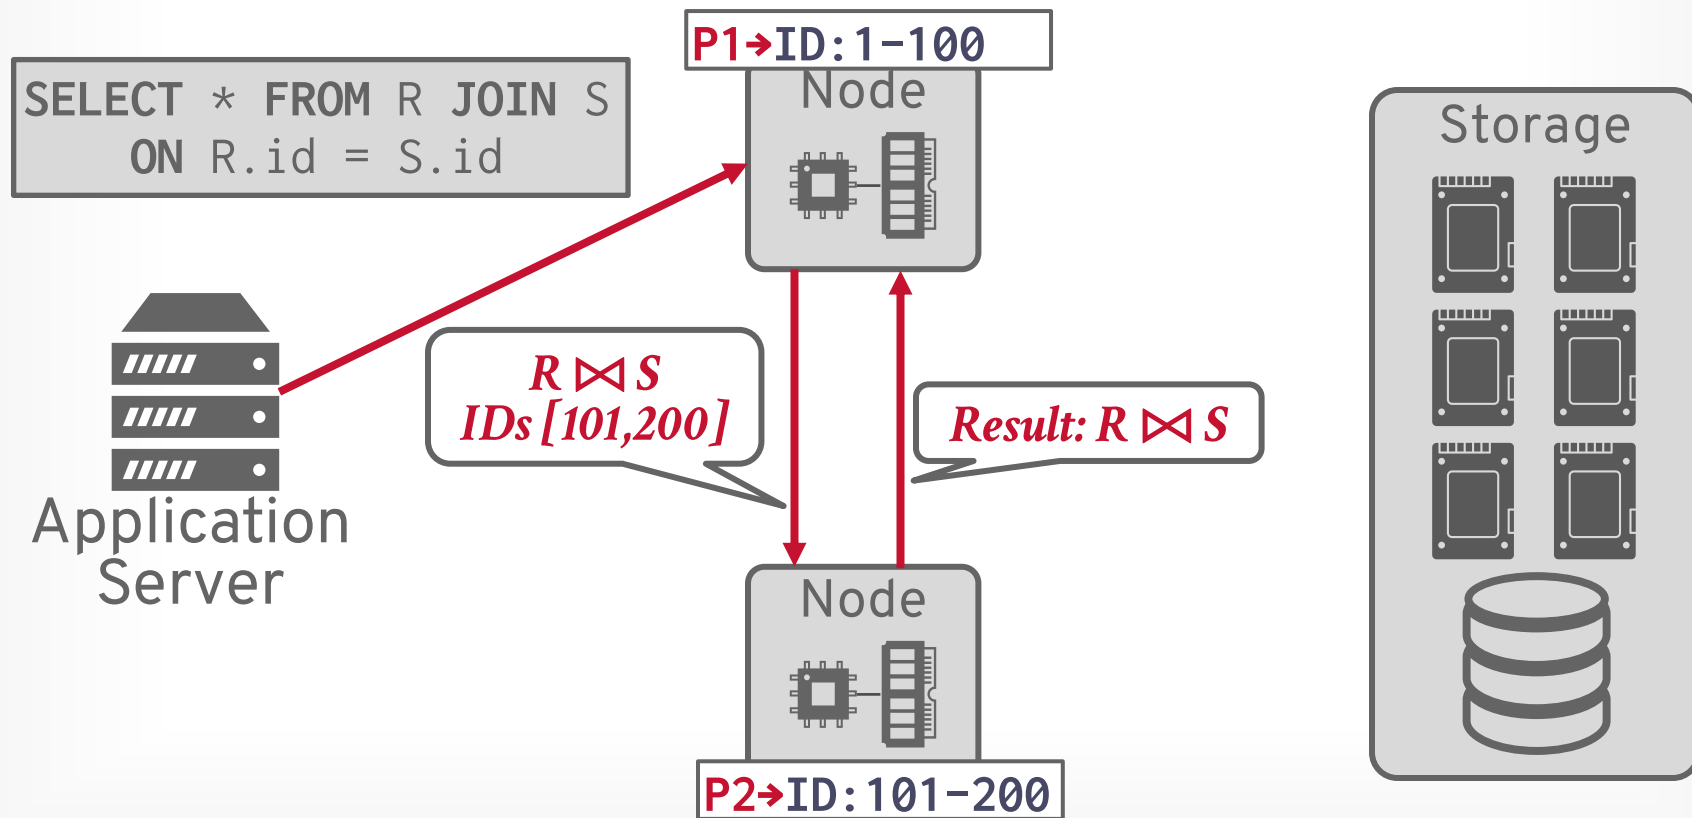 P1→ID:1-100
SELECT * FROM R JOIN S
ON R.id = S.id
Node
Storage
R ⋈ S
IDs [101,200]
Result: R ⋈ S
Application
Server
Node
P2→ID:101-200